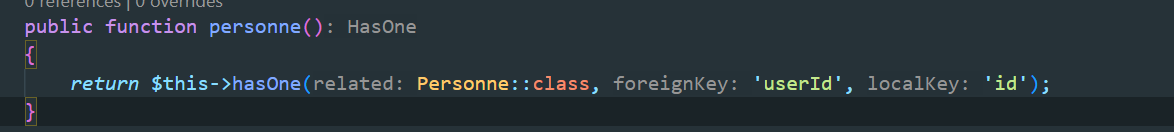 0 references | 0 overrides
public function personne(): HasOne
{
return $this->hasOne(related: Personne::class, foreignKey: 'userId', localKey: 'id');
}